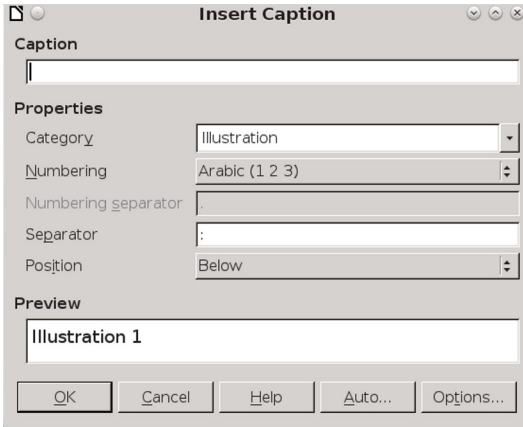 Insert Caption
Caption
Properties
Category Illustration
Numbering Arabic (1 2 3)
Numbering separator .
Separator :
Position Below
Preview
Illustration 1
OK Cancel Help Auto... Options...